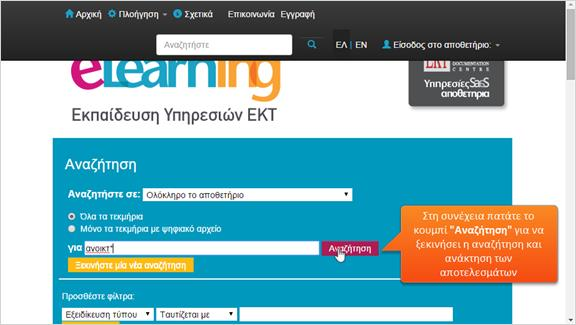 Αρχική Πλοήγηση Σχετικά Επικοινωνία Εγγραφή
Αναζητήστε ΕΛ | EN Είσοδος στο αποθετήριο:
eLearning
EKT DOCUMENTATION
CENTRE
Υπηρεσίες SaaS
αποθετήρια
Εκπαίδευση Υπηρεσιών ΕΚΤ
Αναζήτηση
Αναζητήστε σε: Ολόκληρο το αποθετήριο
Όλα τα τεκμήρια
Μόνο τα τεκμήρια με ψηφιακό αρχείο
για ανοικτ* Αναζήτηση
Ξεκινήστε μία νέα αναζήτηση
Στη συνέχεια πατάτε το
κουμπί "Αναζήτηση" για να
ξεκινήσει η αναζήτηση και
ανάκτηση των
αποτελεσμάτων
Προσθέστε φίλτρα:
Εξειδίκευση τύπου Ταυτίζεται με